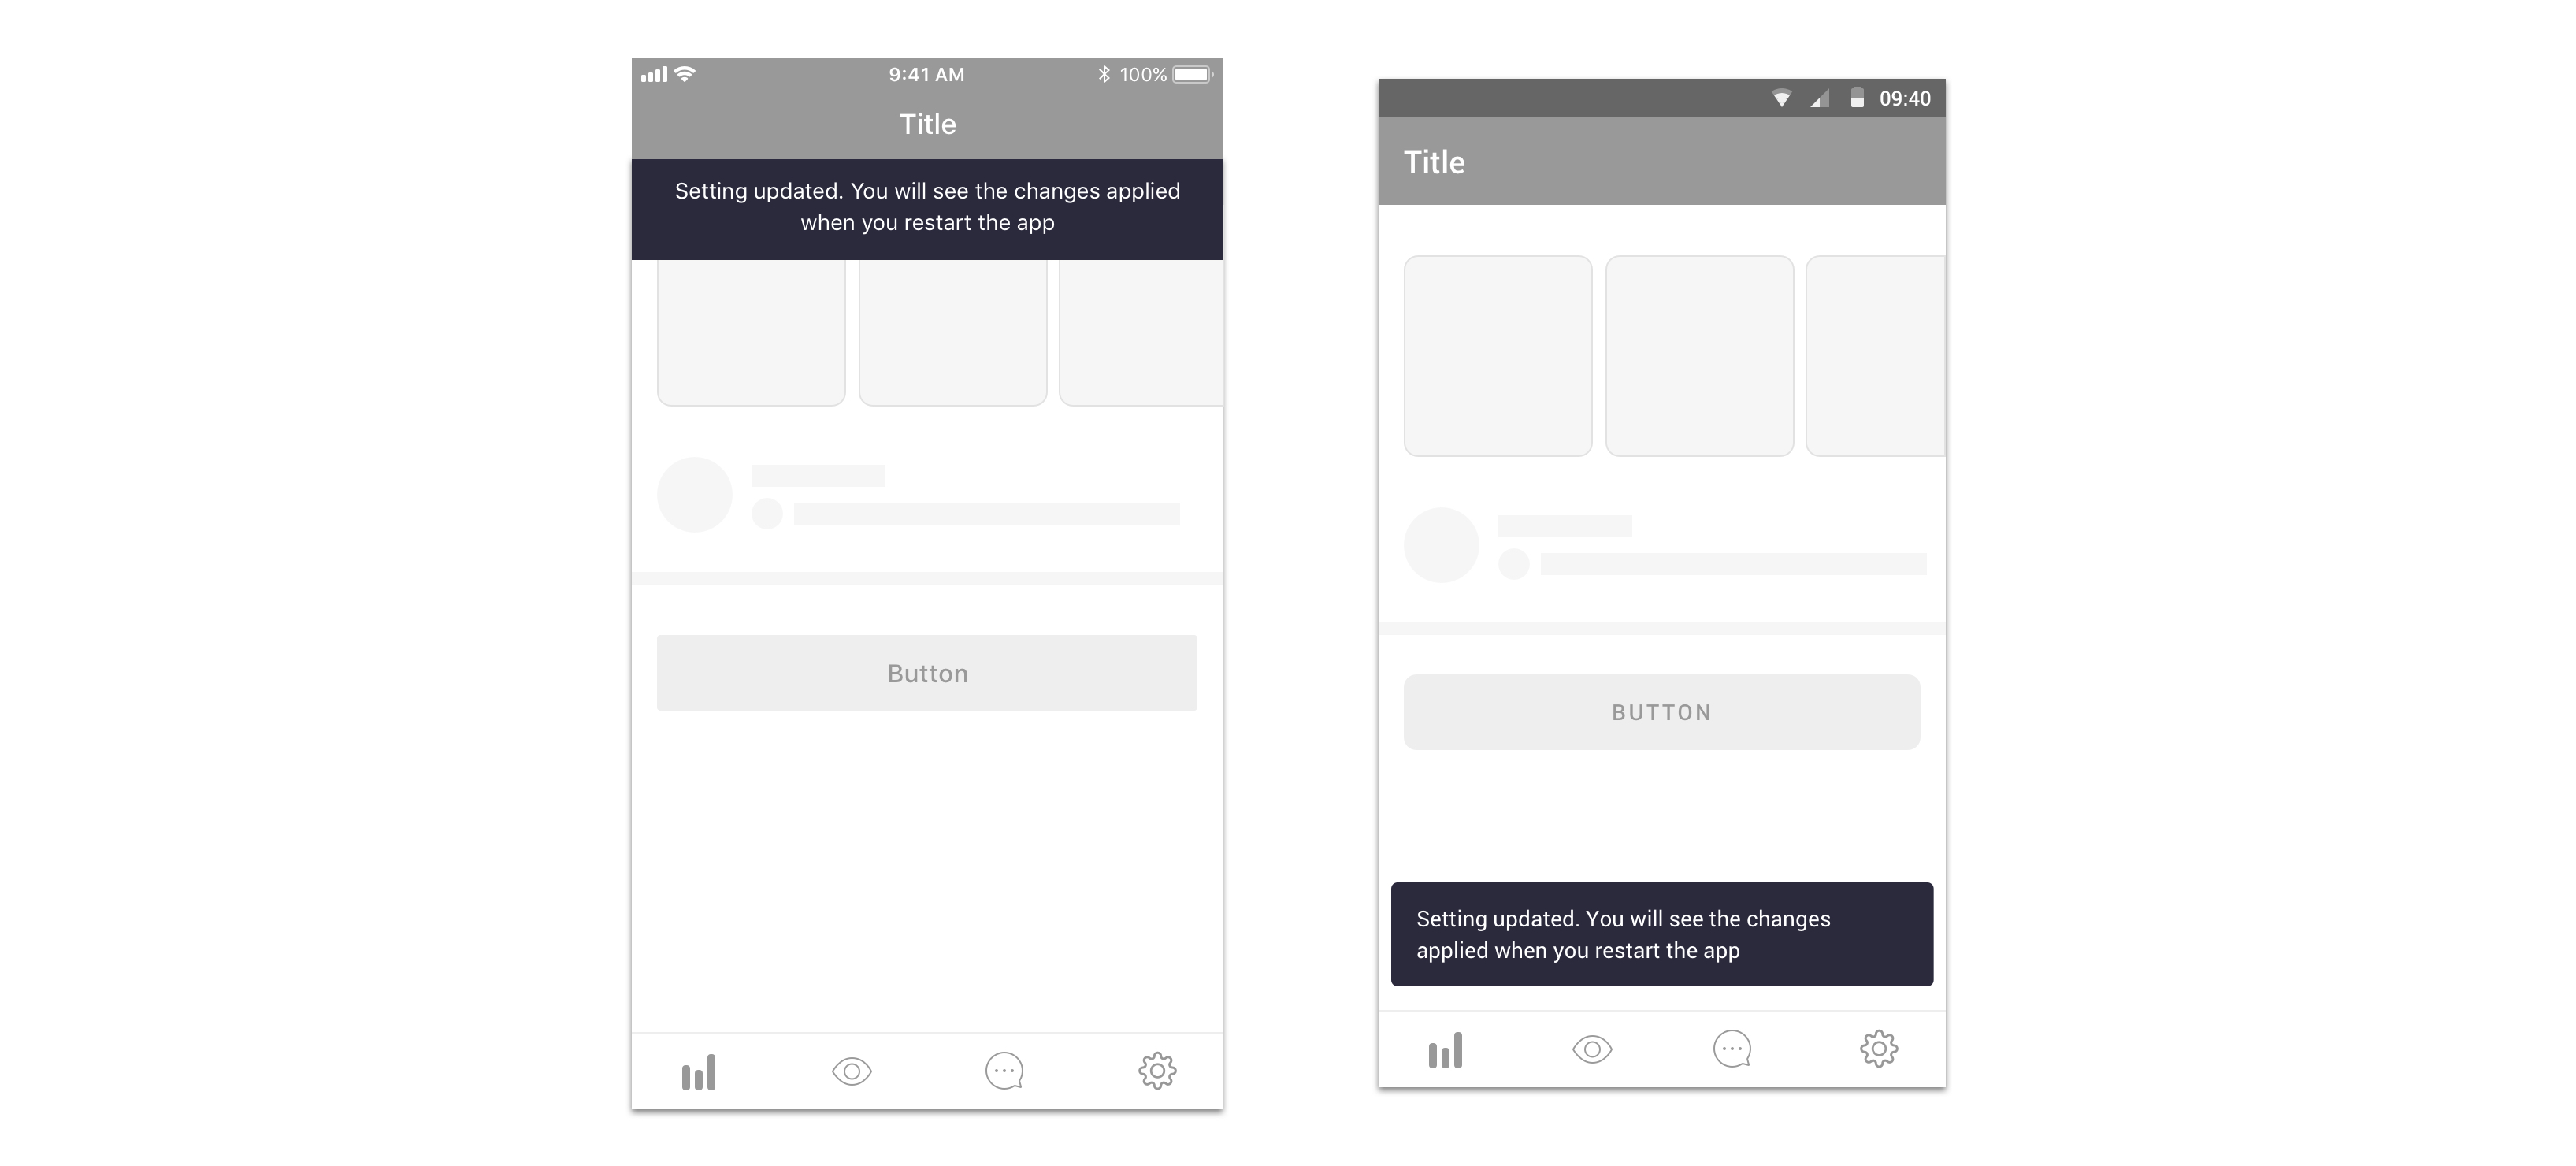 9:41 AM
100%
Title
Setting updated. You will see the changes applied
when you restart the app
Button
09:40
Title
BUTTON
Setting updated. You will see the changes
applied when you restart the app